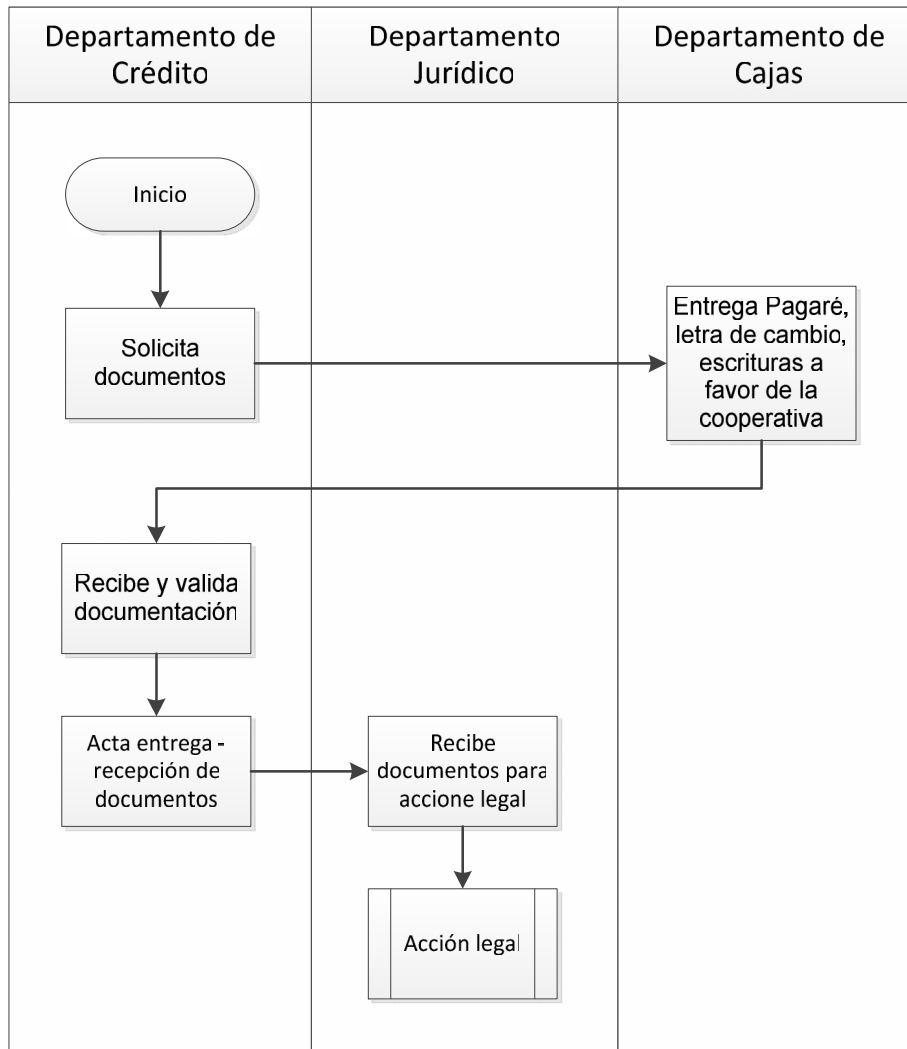 Departamento de
Crédito
Departamento
Jurídico
Departamento de
Cajas
Inicio
Solicita
documentos
Entrega Pagaré,
letra de cambio,
escrituras a
favor de la
cooperativa
Recibe y valida
documentación
Acta entrega -
recepción de
documentos
Recibe
documentos para
accione legal
Acción legal